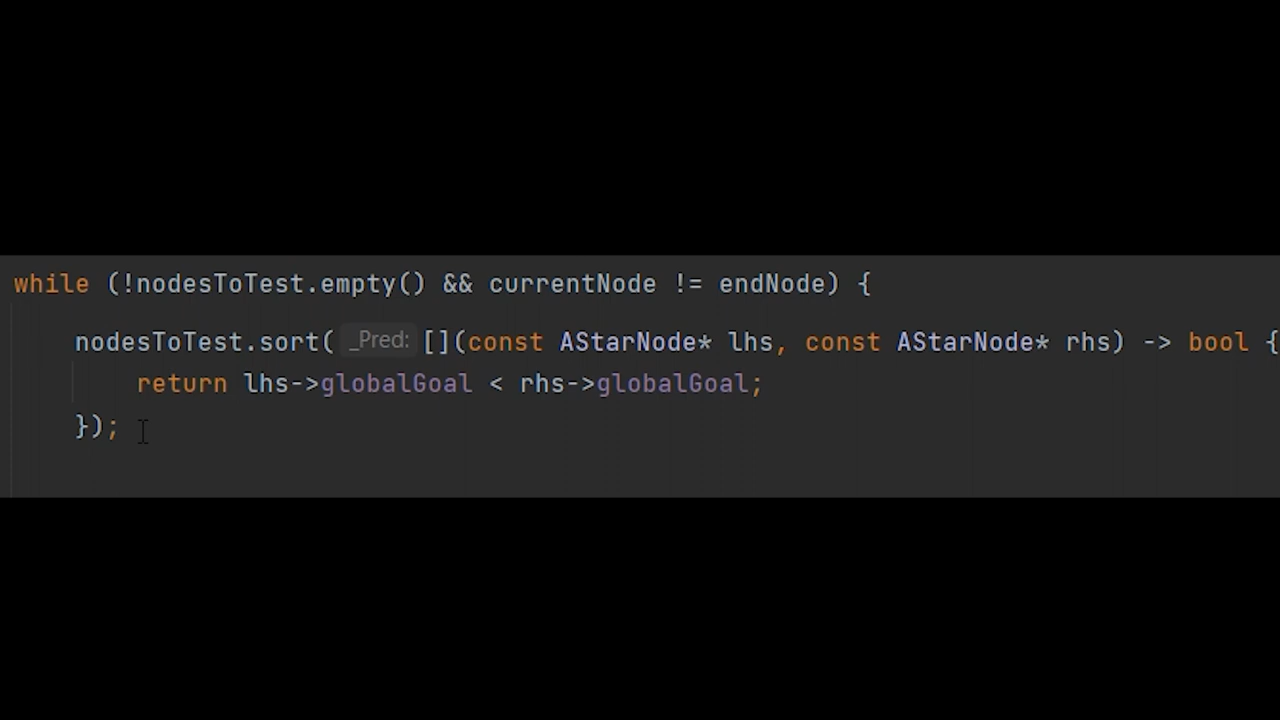 while (!nodesToTest.empty() && currentNode != endNode) {
nodesToTest.sort( _Pred: [](const AStarNode* lhs, const AStarNode* rhs) -> bool {
return lhs->globalGoal < rhs->globalGoal;
});